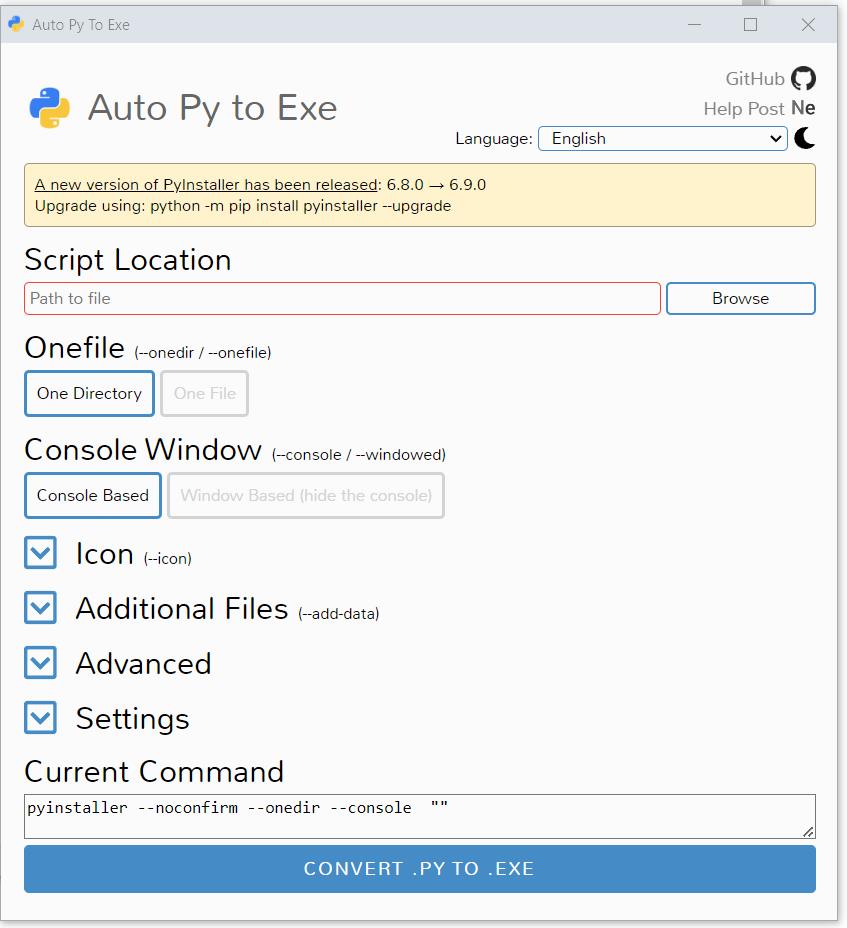 Auto Py To Exe
GitHub
Auto Py to Exe
Help Post Ne
Language: English
A new version of PyInstaller has been released: 6.8.0 → 6.9.0
Upgrade using: python -m pip install pyinstaller --upgrade
Script Location
Path to file Browse
Onefile (--onedir / --onefile)
One Directory One File
Console Window (--console / --windowed)
Console Based Window Based (hide the console)
Icon (--icon)
Additional Files (--add-data)
Advanced
Settings
Current Command
pyinstaller --noconfirm --onedir --console  ""
CONVERT .PY TO .EXE